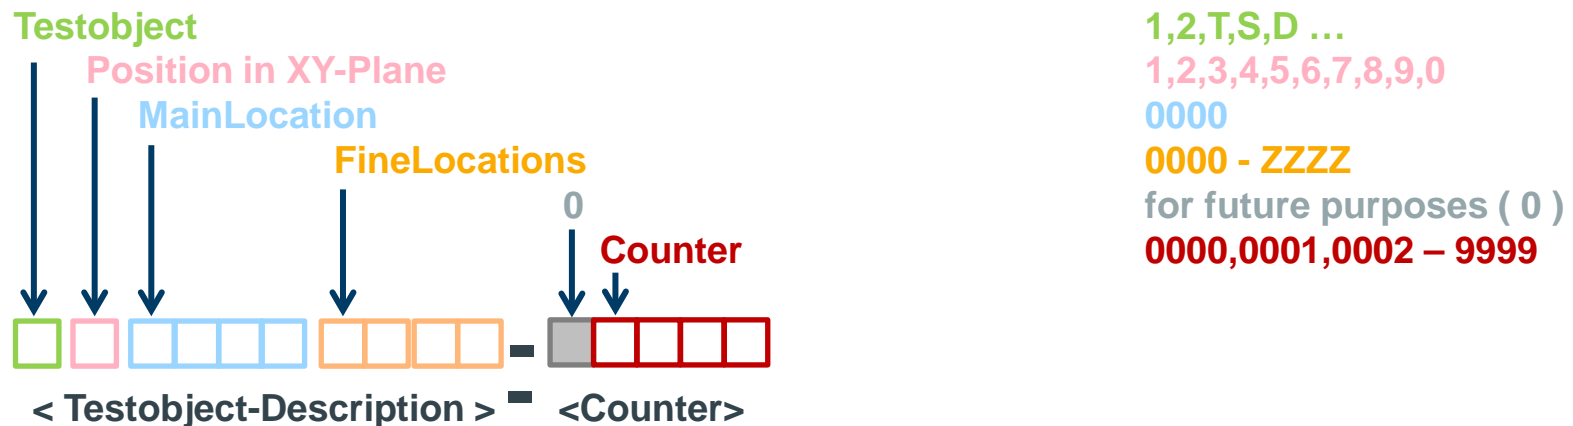 Testobject 1,2,T,S,D …
Position in XY-Plane 1,2,3,4,5,6,7,8,9,0
MainLocation 0000
FineLocations 0000 - ZZZZ
0 for future purposes ( 0 )
Counter 0000,0001,0002 – 9999
-
< Testobject-Description > - <Counter>